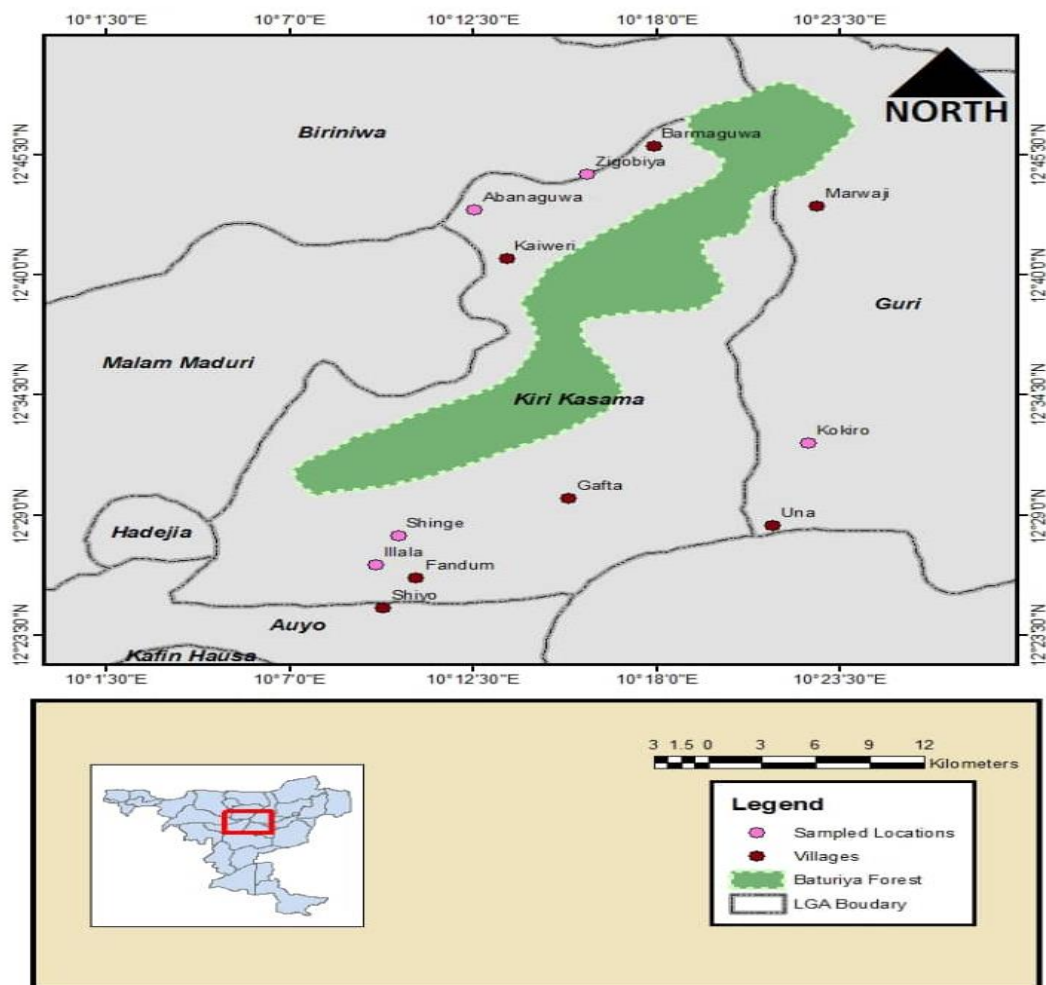 10°1'30"E 10°7'0"E 10°12'30"E 10°18'0"E 10°23'30"E
NORTH
Biriniwa
Barmaguwa
12°45'30"N
12°45'30"N
Zigobiya
Abanaguwa
Marwaji
Kaiweri
12°40'0"N
12°40'0"N
Guri
Malam Maduri
12°34'30"N
12°34'30"N
Kiri Kasama
Kokiro
Gafta
12°29'0"N
12°29'0"N
Una
Hadejia
Shinge
Illala
Fandum
Shiyo
Auyo
12°23'30"N
12°23'30"N
Kafin Hausa
10°1'30"E 10°7'0"E 10°12'30"E 10°18'0"E 10°23'30"E
3 1.5 0 3 6 9 12
Kilometers
Legend
Sampled Locations
Villages
Baturiya Forest
LGA Boudary